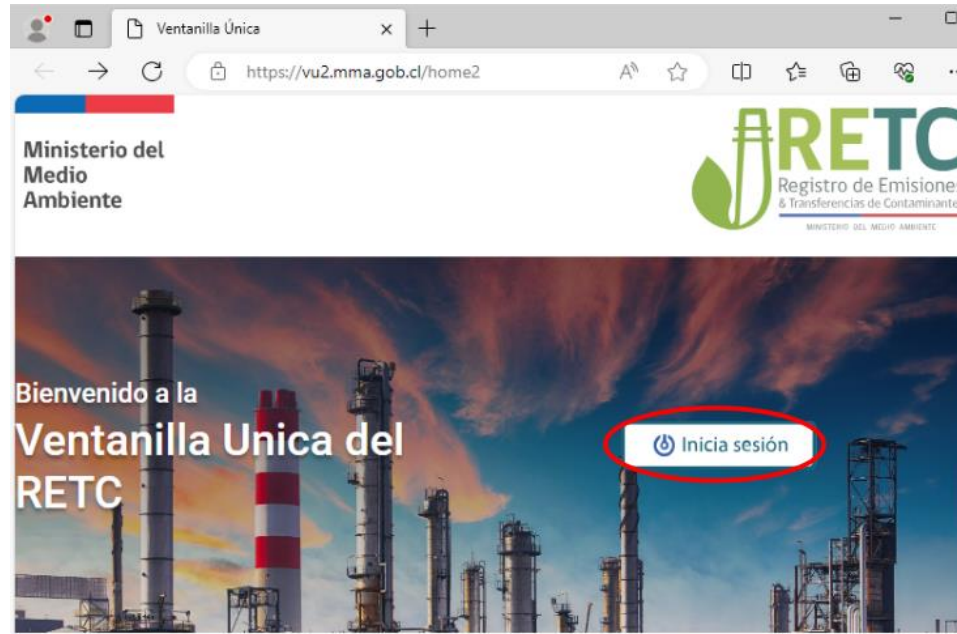 Ventanilla Única
https://vu2.mma.gob.cl/home2
Ministerio del
Medio
Ambiente
RETC
Registro de Emisione
& Transferencias de Contaminante
MINISTERIO DEL MEDIO AMBIENTE
Bienvenido a la
Ventanilla Unica del
RETC
Inicia sesión